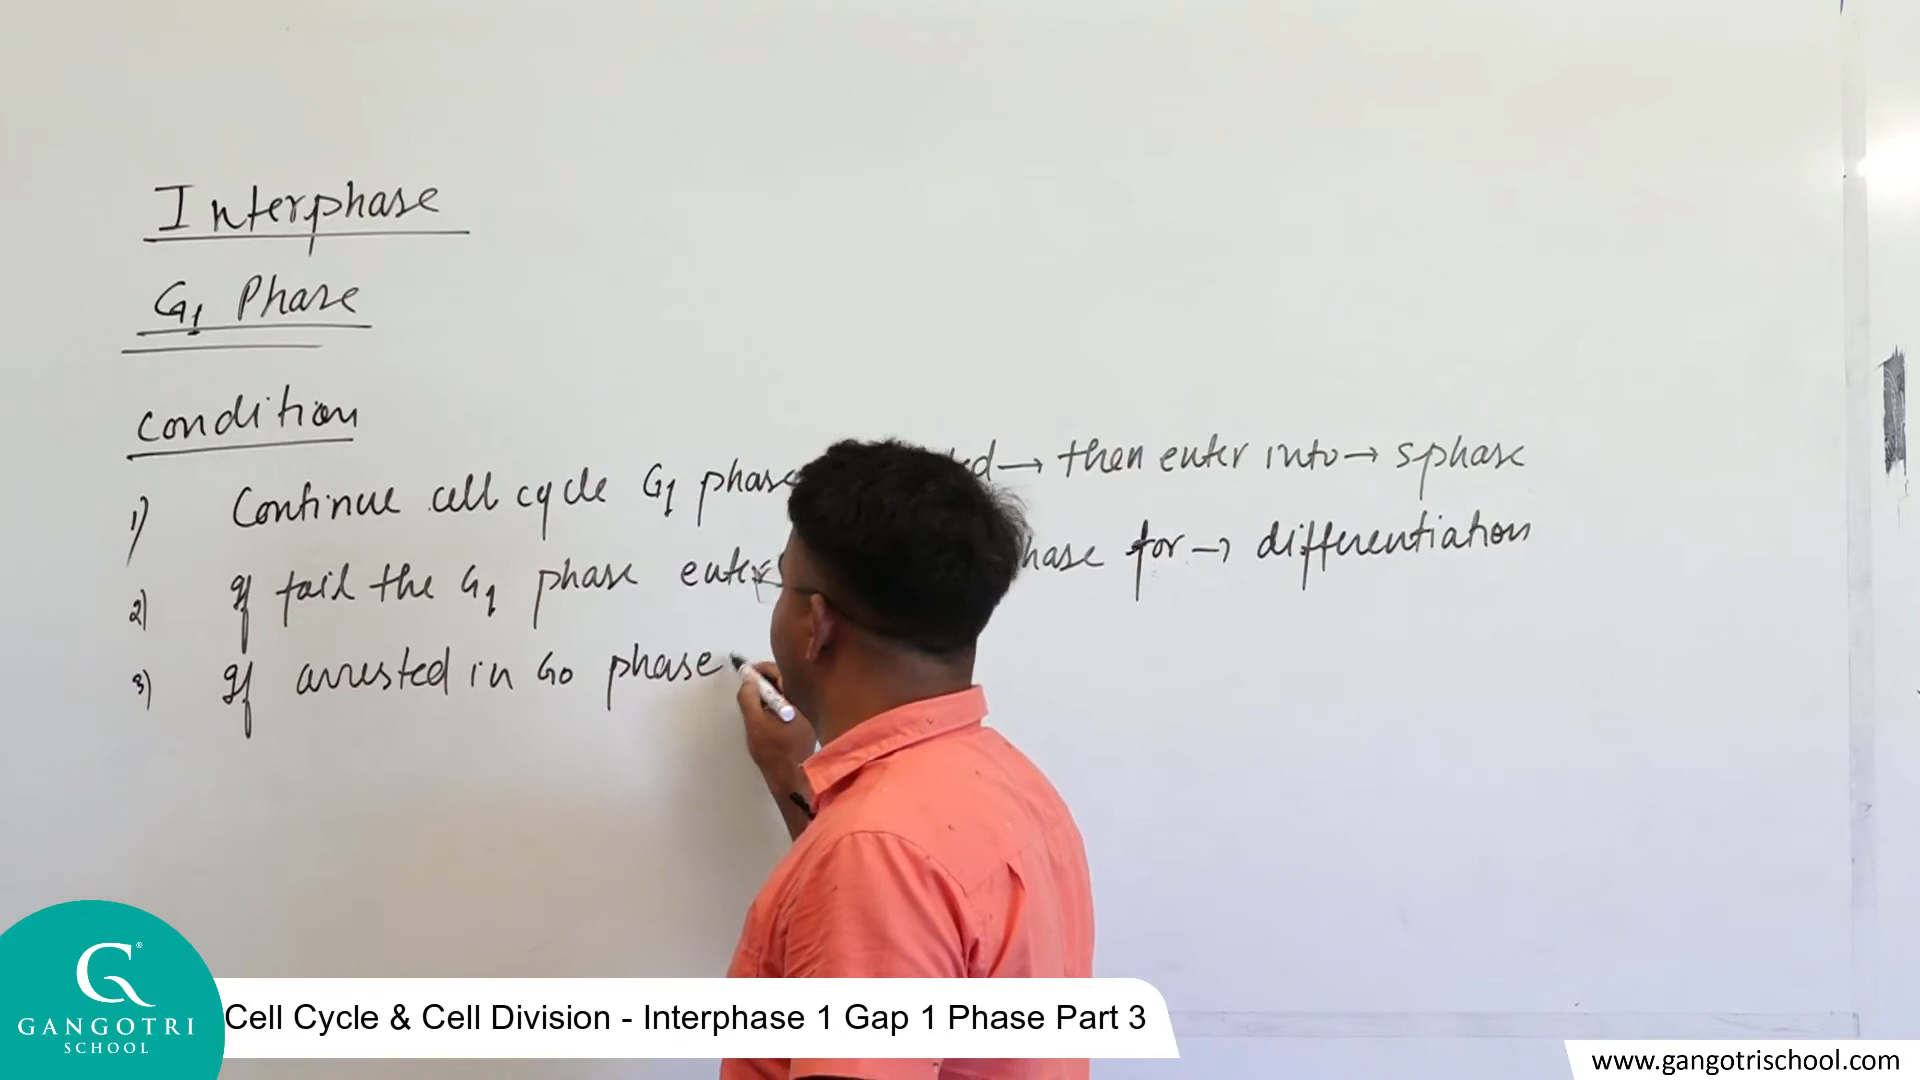 Interphase
G1 Phase
Condition
1) Continue cell cycle G1 phase → then enter into → S phase
2) If fail the G1 phase enters for → differentiation
3) If arrested in G0 phase
GANGOTRI
SCHOOL
Cell Cycle & Cell Division - Interphase 1 Gap 1 Phase Part 3
www.gangotrischool.com